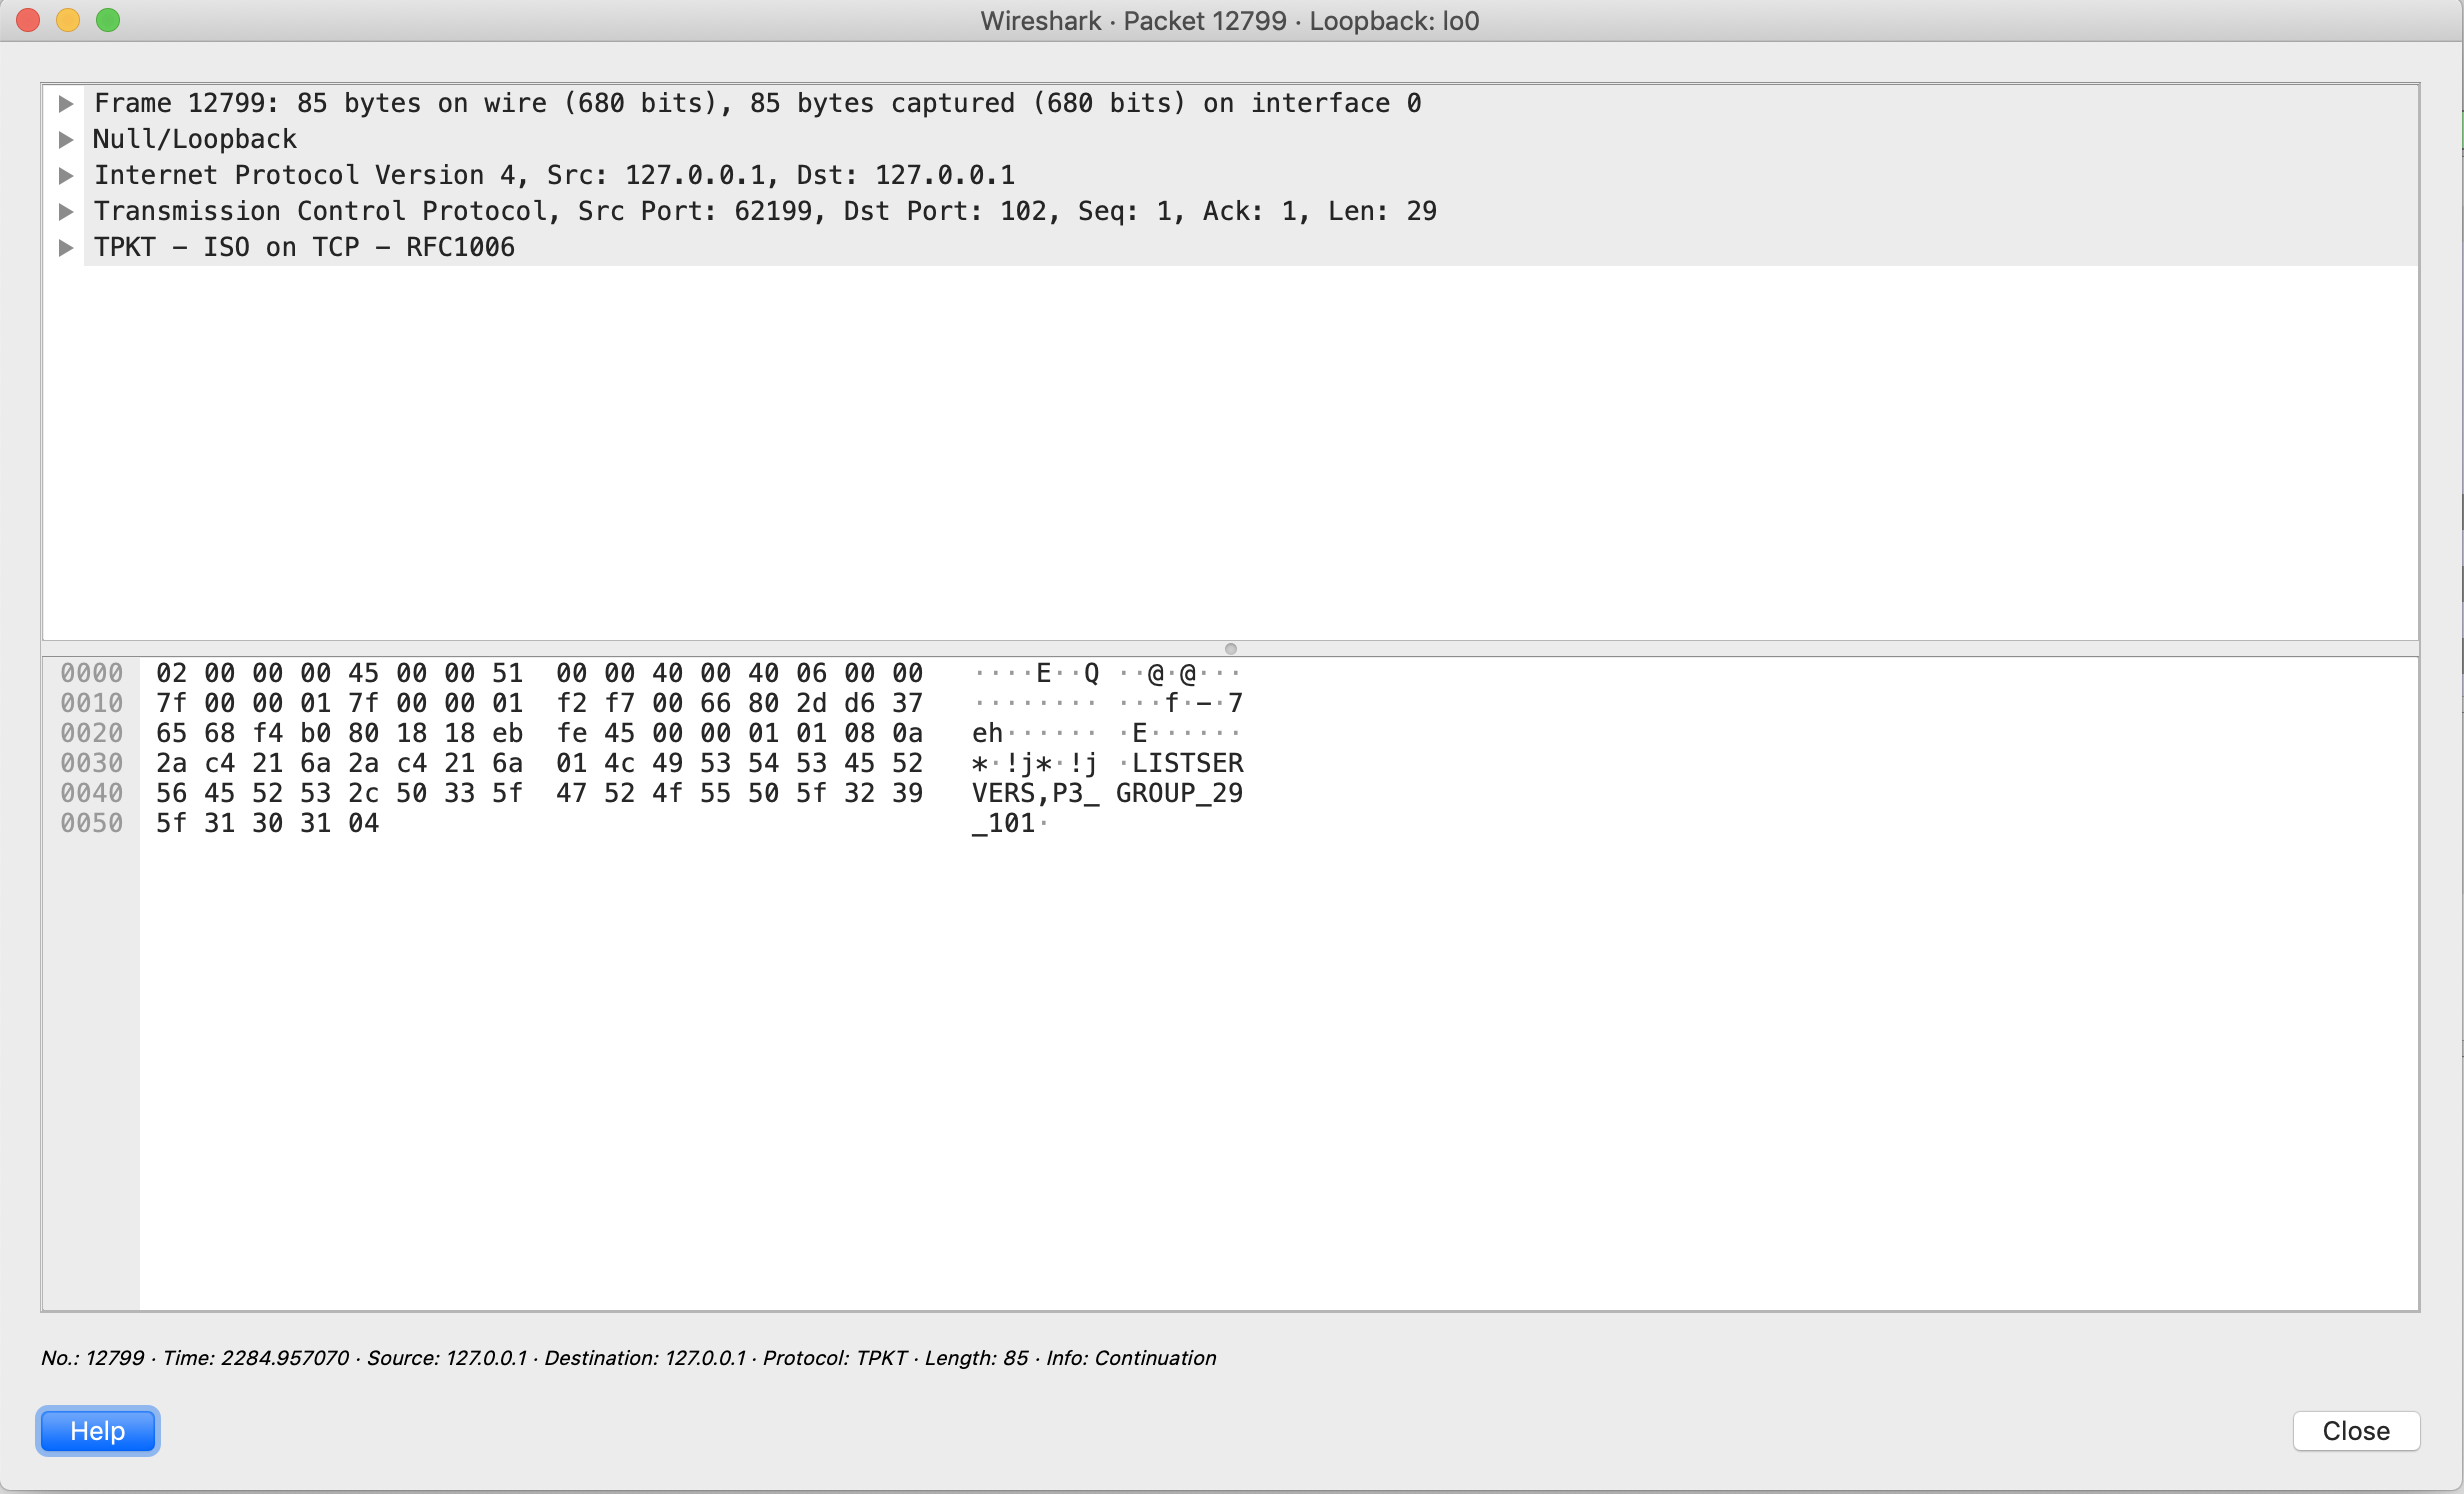 Wireshark · Packet 12799 · Loopback: lo0
Frame 12799: 85 bytes on wire (680 bits), 85 bytes captured (680 bits) on interface 0
Null/Loopback
Internet Protocol Version 4, Src: 127.0.0.1, Dst: 127.0.0.1
Transmission Control Protocol, Src Port: 62199, Dst Port: 102, Seq: 1, Ack: 1, Len: 29
TPKT – ISO on TCP – RFC1006
0000 02 00 00 00 45 00 00 51 00 00 40 00 40 06 00 00 ····E··Q ··@·@···
0010 7f 00 00 01 7f 00 00 01 f2 f7 00 66 80 2d d6 37 ········ ···f·–·7
0020 65 68 f4 b0 80 18 18 eb fe 45 00 00 01 01 08 0a eh······ ·E······
0030 2a c4 21 6a 2a c4 21 6a 01 4c 49 53 54 53 45 52 *·!j*·!j ·LISTSER
0040 56 45 52 53 2c 50 33 5f 47 52 4f 55 50 5f 32 39 VERS,P3_ GROUP_29
0050 5f 31 30 31 04 _101·
No.: 12799 · Time: 2284.957070 · Source: 127.0.0.1 · Destination: 127.0.0.1 · Protocol: TPKT · Length: 85 · Info: Continuation
Help
Close